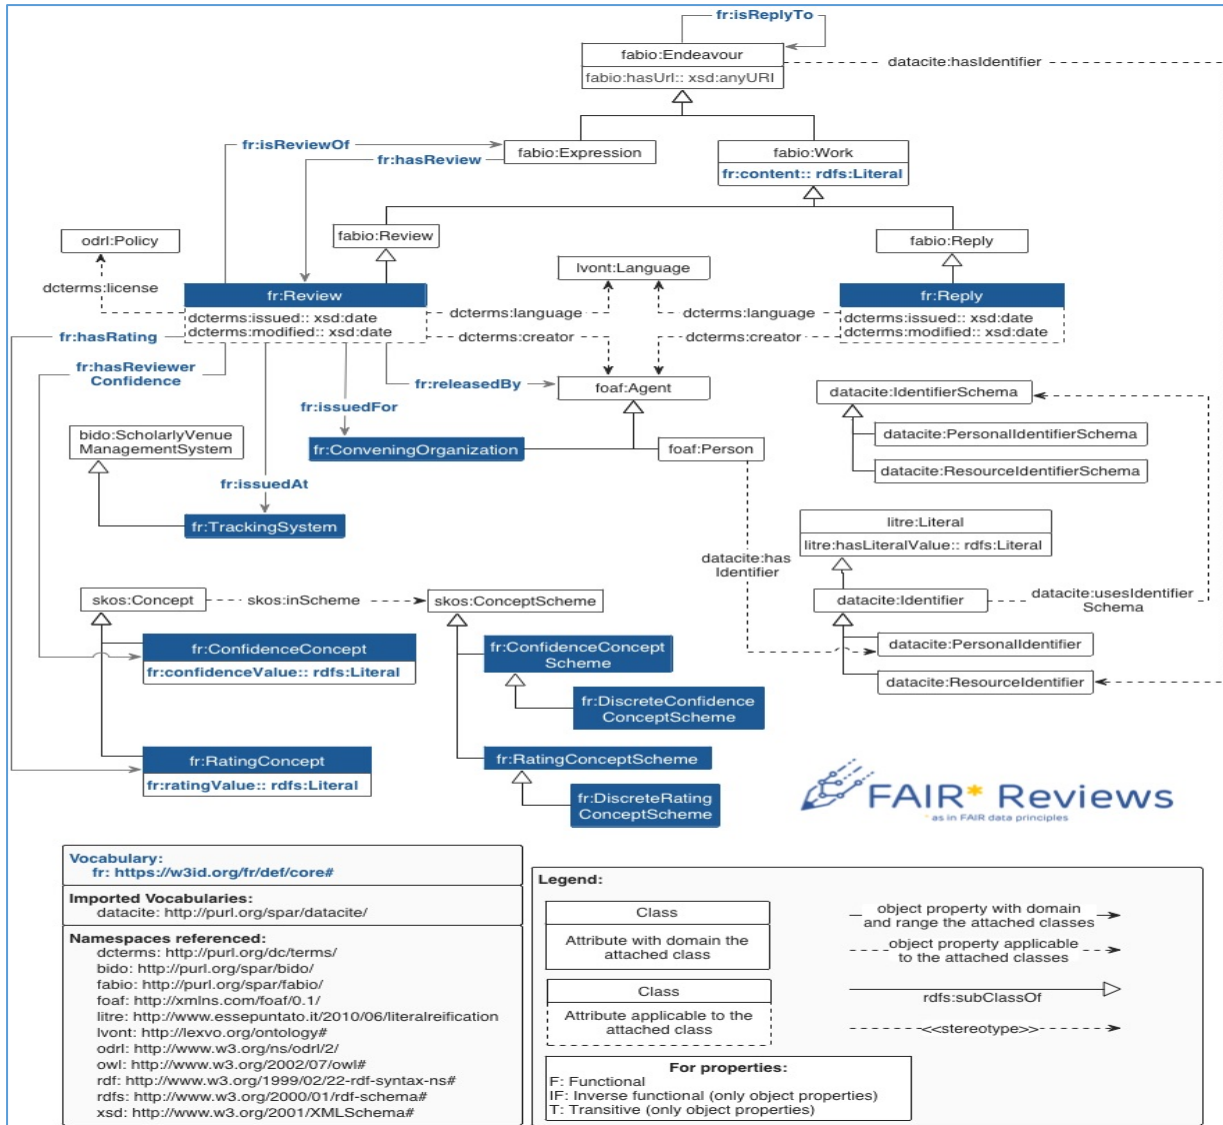 fr:isReplyTo
fabio:Endeavour
fabio:hasUrl:: xsd:anyURI
datacite:hasIdentifier
fr:isReviewOf
fr:hasReview
fabio:Expression
fabio:Work
fr:content:: rdfs:Literal
odrl:Policy
fabio:Review
fabio:Reply
lvont:Language
dcterms:license
fr:Review
dcterms:issued:: xsd:date
dcterms:modified:: xsd:date
dcterms:language
dcterms:creator
dcterms:language
dcterms:creator
fr:Reply
dcterms:issued:: xsd:date
dcterms:modified:: xsd:date
fr:hasRating
fr:hasReviewer
Confidence
fr:releasedBy
foaf:Agent
fr:issuedFor
datacite:IdentifierSchema
datacite:PersonalIdentifierSchema
datacite:ResourceIdentifierSchema
bido:ScholarlyVenue
ManagementSystem
fr:ConveningOrganization
foaf:Person
fr:issuedAt
fr:TrackingSystem
litre:Literal
litre:hasLiteralValue:: rdfs:Literal
datacite:has
Identifier
skos:Concept
skos:inScheme
skos:ConceptScheme
datacite:Identifier
datacite:usesIdentifier
Schema
fr:ConfidenceConcept
fr:confidenceValue:: rdfs:Literal
fr:ConfidenceConcept
Scheme
datacite:PersonalIdentifier
datacite:ResourceIdentifier
fr:DiscreteConfidence
ConceptScheme
fr:RatingConcept
fr:ratingValue:: rdfs:Literal
fr:RatingConceptScheme
fr:DiscreteRating
ConceptScheme
FAIR* Reviews
* as in FAIR data principles
Vocabulary:
fr: https://w3id.org/fr/def/core#
Imported Vocabularies:
datacite: http://purl.org/spar/datacite/
Namespaces referenced:
dcterms: http://purl.org/dc/terms/
bido: http://purl.org/spar/bido/
fabio: http://purl.org/spar/fabio/
foaf: http://xmlns.com/foaf/0.1/
litre: http://www.essepuntato.it/2010/06/literalreification
lvont: http://lexvo.org/ontology#
odrl: http://www.w3.org/ns/odrl/2/
owl: http://www.w3.org/2002/07/owl#
rdf: http://www.w3.org/1999/02/22-rdf-syntax-ns#
rdfs: http://www.w3.org/2000/01/rdf-schema#
xsd: http://www.w3.org/2001/XMLSchema#
Legend:
Class
Attribute with domain the
attached class
Class
Attribute applicable to the
attached class
object property with domain
and range the attached classes
object property applicable
to the attached classes
rdfs:subClassOf
<<stereotype>>
For properties:
F: Functional
IF: Inverse functional (only object properties)
T: Transitive (only object properties)